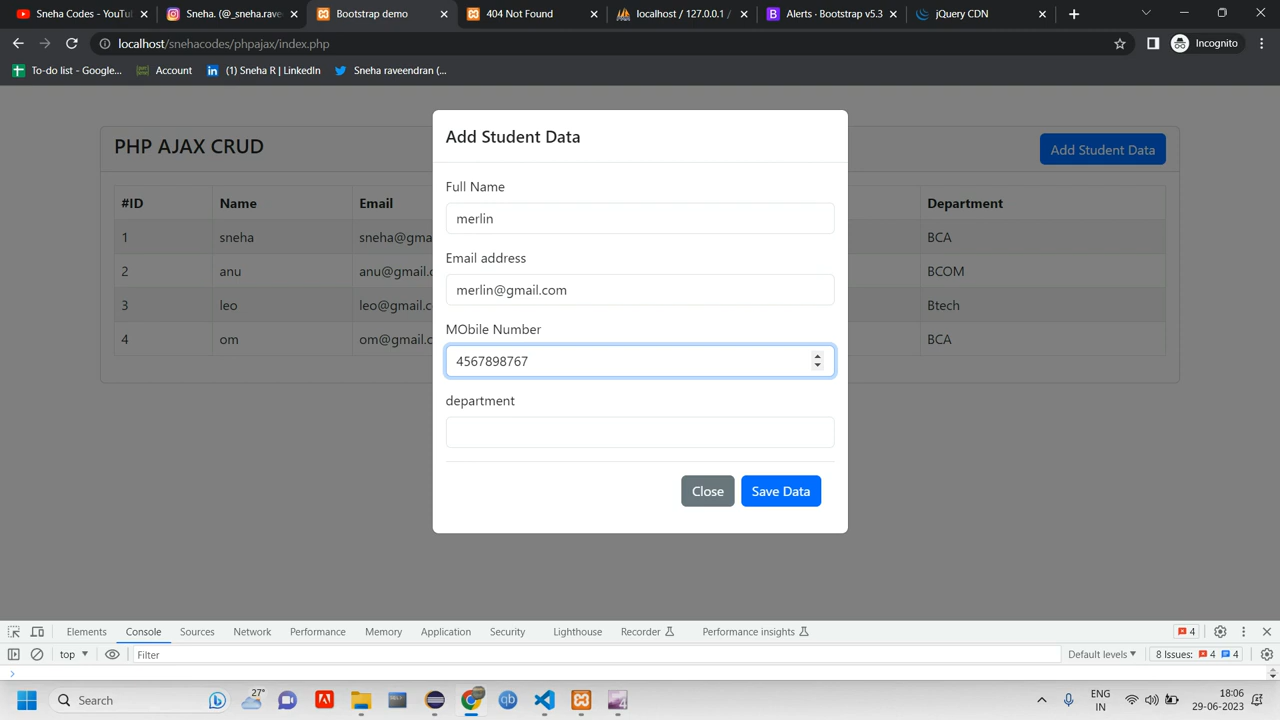 Sneha Codes - YouTube
Sneha. (@_sneha.rave
Bootstrap demo
404 Not Found
localhost / 127.0.0.1 /
Alerts · Bootstrap v5.3
jQuery CDN
localhost/snehacodes/phpajax/index.php
Incognito
To-do list - Google...
Account
(1) Sneha R | LinkedIn
Sneha raveendran (...
Add Student Data
PHP AJAX CRUD
Add Student Data
Full Name
#ID Name Email Department
merlin
1 sneha sneha@gma BCA
Email address
2 anu anu@gmail.c BCOM
merlin@gmail.com
3 leo leo@gmail.c Btech
MObile Number
4 om om@gmail.c BCA
4567898767
department
Close Save Data
Elements Console Sources Network Performance Memory Application Security Lighthouse Recorder Performance insights 4
top Filter Default levels 8 Issues: 4 4
Search
27°
ENG
IN
18:06
29-06-2023